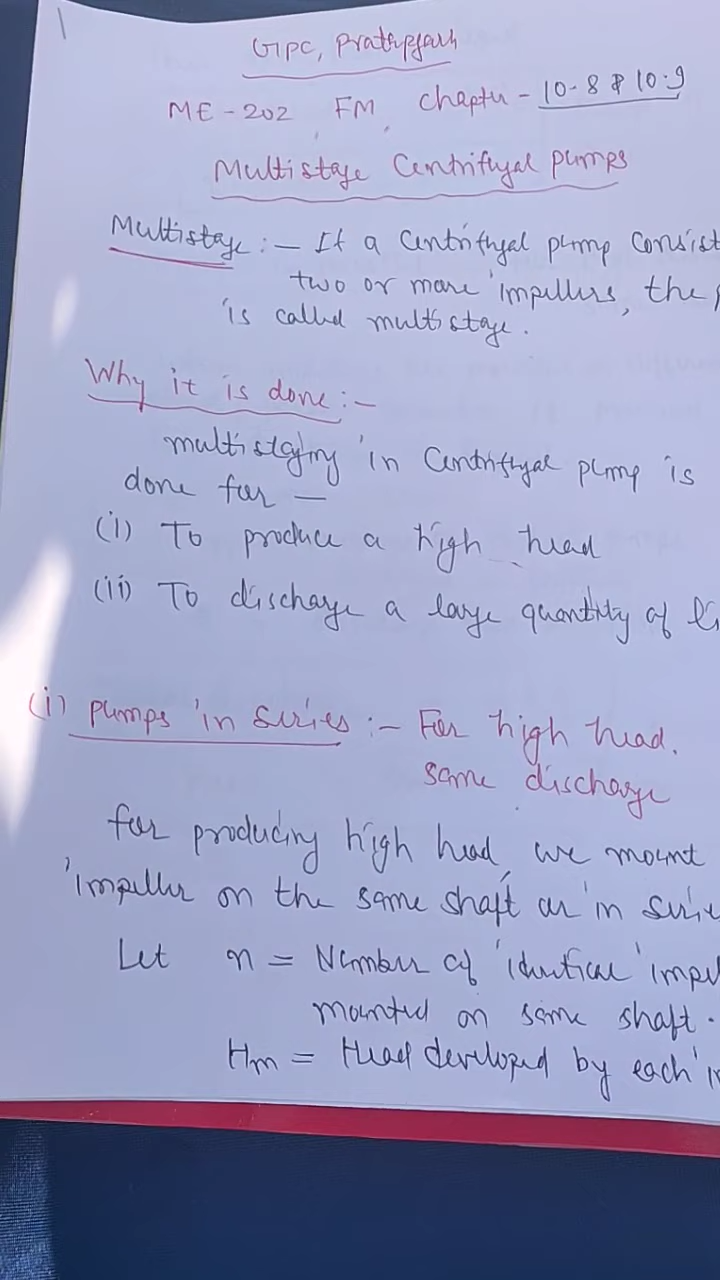 GPC, Pratapgarh
ME-202, FM, Chapter - 10.8 & 10.9
Multistage Centrifugal pumps
Multistage :- If a Centrifugal pump Consist
two or more impellers, the
is called multistage.
Why it is done :-
multistaging in Centrifugal pump is
done for —
(i) To produce a high head
(ii) To discharge a large quantity of li
(i) Pumps in series :- For high head.
same discharge
for producing high head, we mount
impeller on the same shaft or in serie
Let n = Number of identical impe
mounted on same shaft.
Hm = Head developed by each i